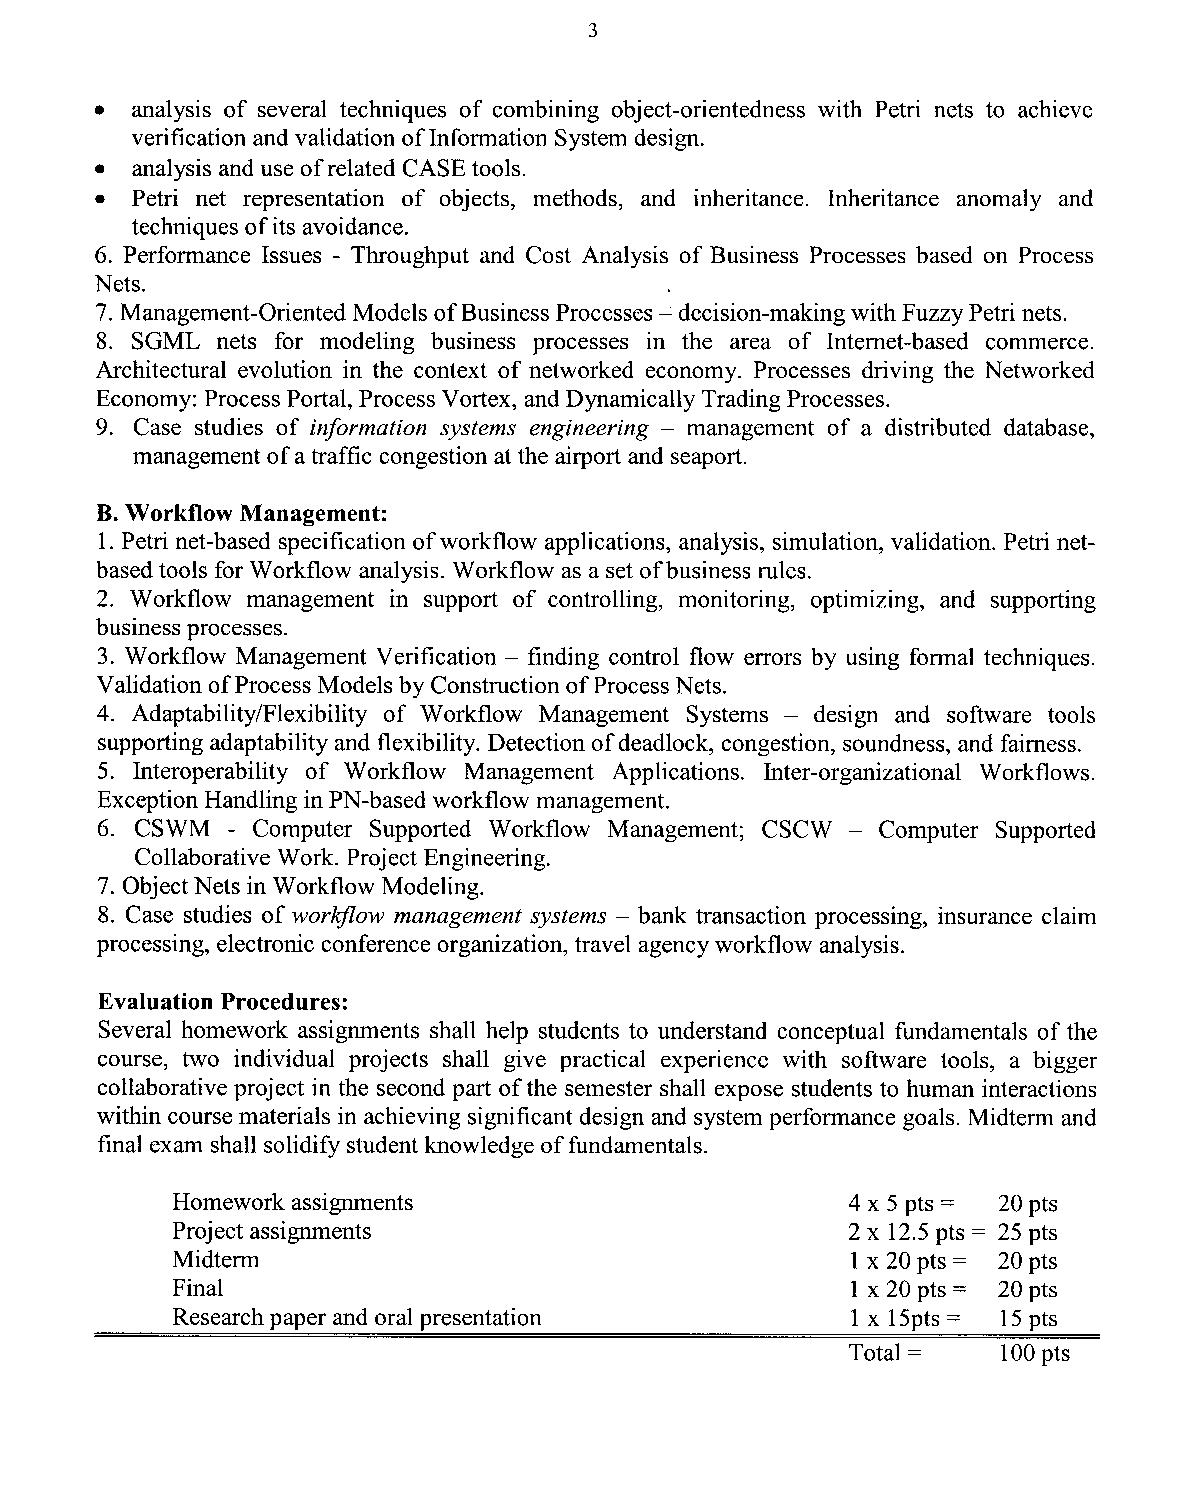 3
• analysis of several techniques of combining object-orientedness with Petri nets to achieve
verification and validation of Information System design.
• analysis and use of related CASE tools.
• Petri net representation of objects, methods, and inheritance. Inheritance anomaly and
techniques of its avoidance.
6. Performance Issues - Throughput and Cost Analysis of Business Processes based on Process
Nets.
7. Management-Oriented Models of Business Processes – decision-making with Fuzzy Petri nets.
8. SGML nets for modeling business processes in the area of Internet-based commerce.
Architectural evolution in the context of networked economy. Processes driving the Networked
Economy: Process Portal, Process Vortex, and Dynamically Trading Processes.
9. Case studies of information systems engineering – management of a distributed database,
management of a traffic congestion at the airport and seaport.
B. Workflow Management:
1. Petri net-based specification of workflow applications, analysis, simulation, validation. Petri net-
based tools for Workflow analysis. Workflow as a set of business rules.
2. Workflow management in support of controlling, monitoring, optimizing, and supporting
business processes.
3. Workflow Management Verification – finding control flow errors by using formal techniques.
Validation of Process Models by Construction of Process Nets.
4. Adaptability/Flexibility of Workflow Management Systems – design and software tools
supporting adaptability and flexibility. Detection of deadlock, congestion, soundness, and fairness.
5. Interoperability of Workflow Management Applications. Inter-organizational Workflows.
Exception Handling in PN-based workflow management.
6. CSWM - Computer Supported Workflow Management; CSCW – Computer Supported
Collaborative Work. Project Engineering.
7. Object Nets in Workflow Modeling.
8. Case studies of workflow management systems – bank transaction processing, insurance claim
processing, electronic conference organization, travel agency workflow analysis.
Evaluation Procedures:
Several homework assignments shall help students to understand conceptual fundamentals of the
course, two individual projects shall give practical experience with software tools, a bigger
collaborative project in the second part of the semester shall expose students to human interactions
within course materials in achieving significant design and system performance goals. Midterm and
final exam shall solidify student knowledge of fundamentals.
Homework assignments 4 x 5 pts = 20 pts
Project assignments 2 x 12.5 pts = 25 pts
Midterm 1 x 20 pts = 20 pts
Final 1 x 20 pts = 20 pts
Research paper and oral presentation 1 x 15pts = 15 pts
Total = 100 pts